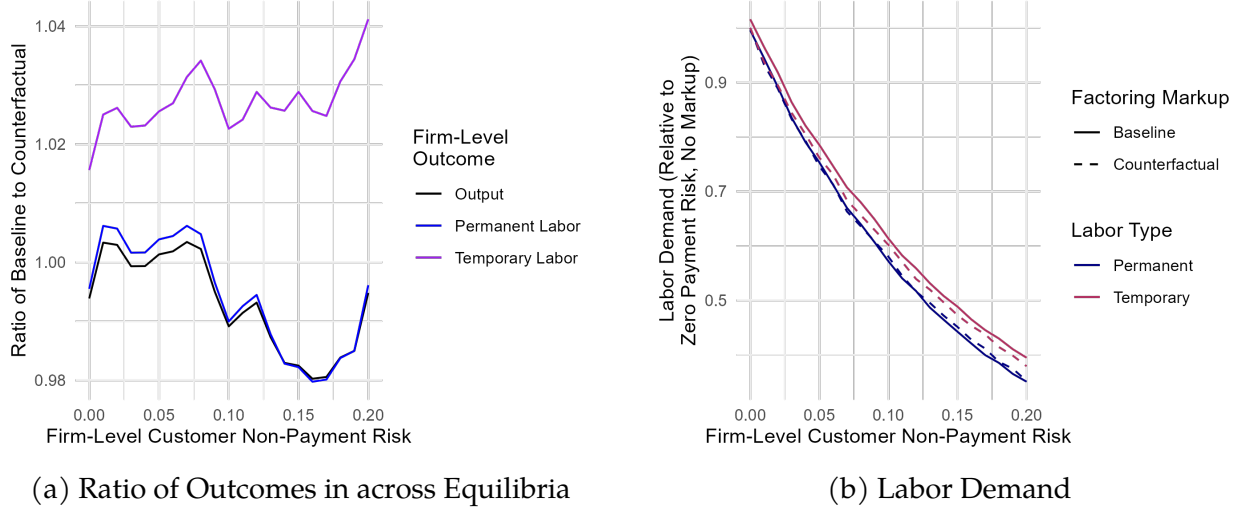 Ratio of Baseline to Counterfactual
1.04
1.02
1.00
0.98
0.00 0.05 0.10 0.15 0.20
Firm-Level Customer Non-Payment Risk
Firm-Level
Outcome
Output
Permanent Labor
Temporary Labor
(a) Ratio of Outcomes in across Equilibria
Labor Demand (Relative to
Zero Payment Risk, No Markup)
0.9
0.7
0.5
0.00 0.05 0.10 0.15 0.20
Firm-Level Customer Non-Payment Risk
Factoring Markup
Baseline
Counterfactual
Labor Type
Permanent
Temporary
(b) Labor Demand